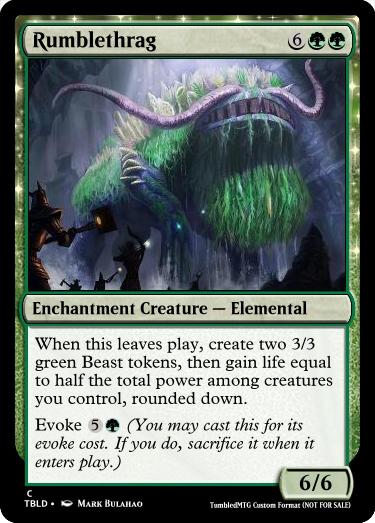 Rumblethrag 6
Enchantment Creature — Elemental
When this leaves play, create two 3/3
green Beast tokens, then gain life equal
to half the total power among creatures
you control, rounded down.
Evoke 5 (You may cast this for its
evoke cost. If you do, sacrifice it when it
enters play.)
6/6
C
TBLD • Mark Bulahao
TumbledMTG Custom Format (NOT FOR SALE)